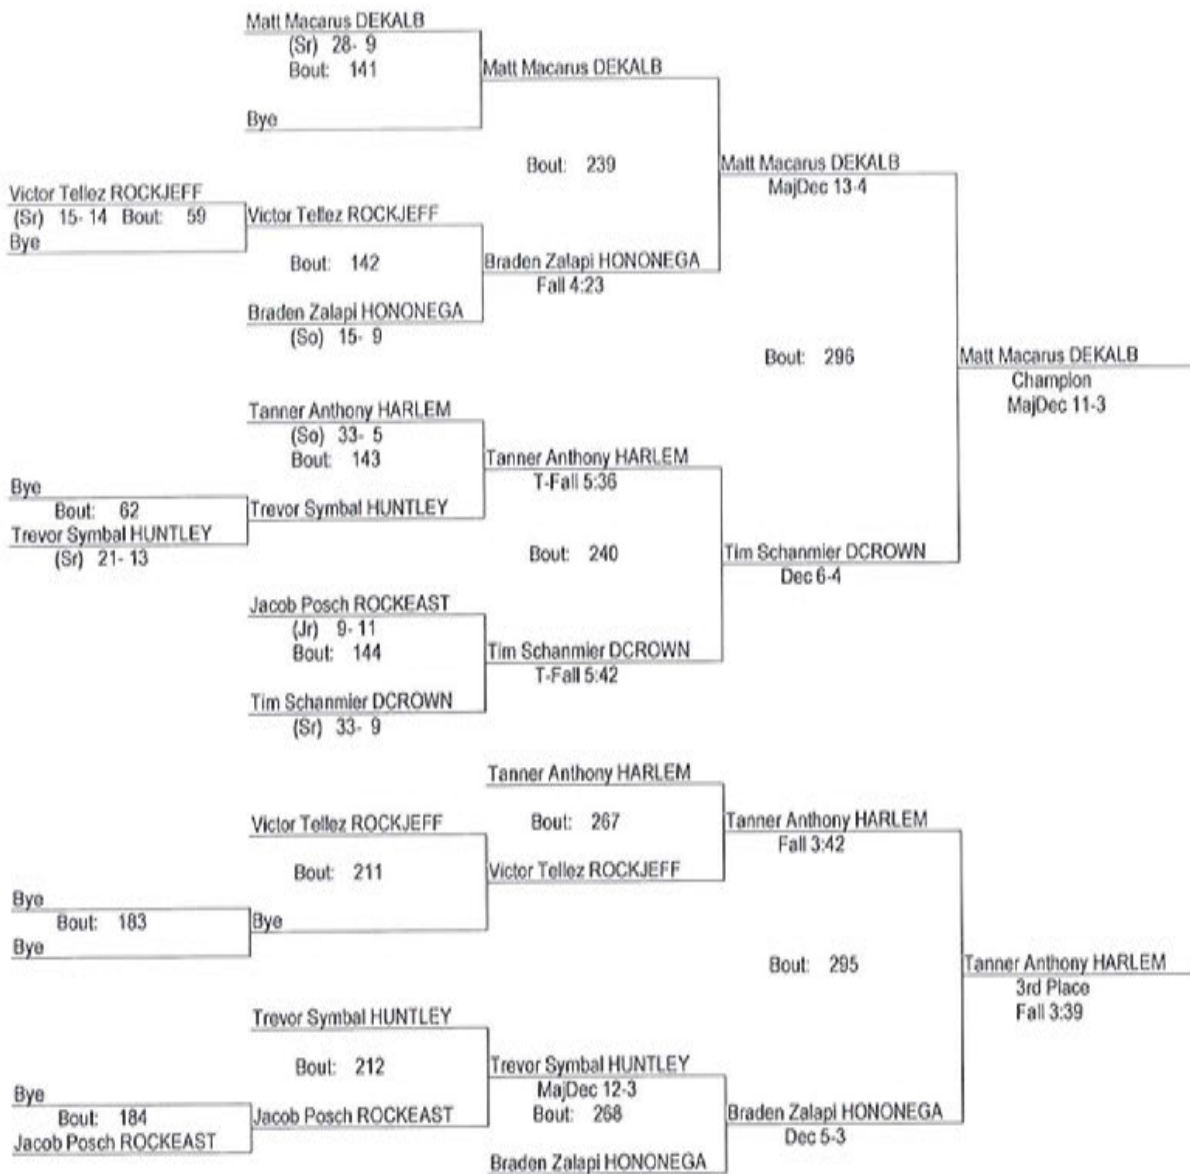 Matt Macarus DEKALB
(Sr) 28- 9
Bout: 141
Matt Macarus DEKALB
Bye
Bout: 239
Matt Macarus DEKALB
MajDec 13-4
Victor Tellez ROCKJEFF
(Sr) 15- 14 Bout: 59
Bye
Victor Tellez ROCKJEFF
Bout: 142
Braden Zalapi HONONEGA
Fall 4:23
Braden Zalapi HONONEGA
(So) 15- 9
Bout: 296
Matt Macarus DEKALB
Champion
MajDec 11-3
Tanner Anthony HARLEM
(So) 33- 5
Bout: 143
Tanner Anthony HARLEM
T-Fall 5:36
Bye
Bout: 62
Trevor Symbal HUNTLEY
(Sr) 21- 13
Trevor Symbal HUNTLEY
Bout: 240
Tim Schanmier DCROWN
Dec 6-4
Jacob Posch ROCKEAST
(Jr) 9- 11
Bout: 144
Tim Schanmier DCROWN
T-Fall 5:42
Tim Schanmier DCROWN
(Sr) 33- 9
Tanner Anthony HARLEM
Bout: 267
Tanner Anthony HARLEM
Fall 3:42
Victor Tellez ROCKJEFF
Bout: 211
Victor Tellez ROCKJEFF
Bye
Bout: 183
Bye
Bye
Bout: 295
Tanner Anthony HARLEM
3rd Place
Fall 3:39
Trevor Symbal HUNTLEY
Bout: 212
Trevor Symbal HUNTLEY
MajDec 12-3
Bout: 268
Bye
Bout: 184
Jacob Posch ROCKEAST
Jacob Posch ROCKEAST
Braden Zalapi HONONEGA
Dec 5-3
Braden Zalapi HONONEGA